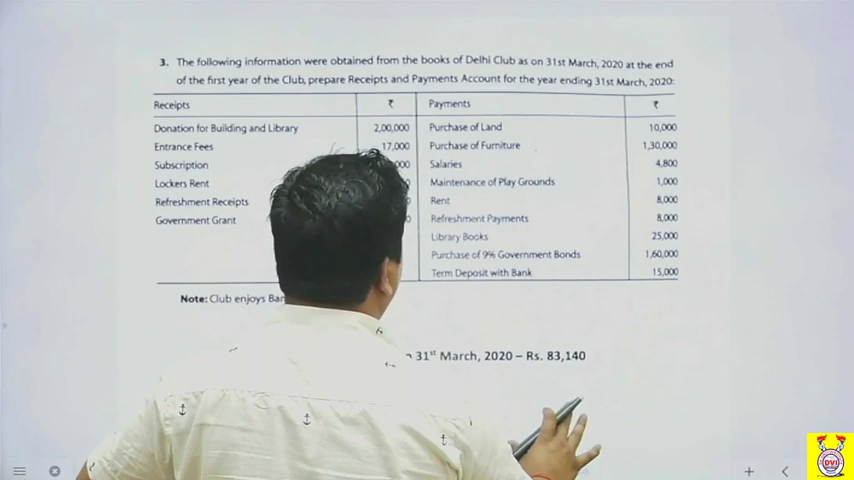 3. The following information were obtained from the books of Delhi Club as on 31st March, 2020 at the end
of the first year of the Club, prepare Receipts and Payments Account for the year ending 31st March, 2020:
Receipts ₹ Payments ₹
Donation for Building and Library 2,00,000 Purchase of Land 10,000
Entrance Fees 17,000 Purchase of Furniture 1,30,000
Subscription 000 Salaries 4,800
Lockers Rent Maintenance of Play Grounds 1,000
Refreshment Receipts 0 Rent 8,000
Government Grant 0 Refreshment Payments 8,000
Library Books 25,000
Purchase of 9% Government Bonds 1,60,000
Term Deposit with Bank 15,000
Note: Club enjoys
31st March, 2020 – Rs. 83,140
DVI